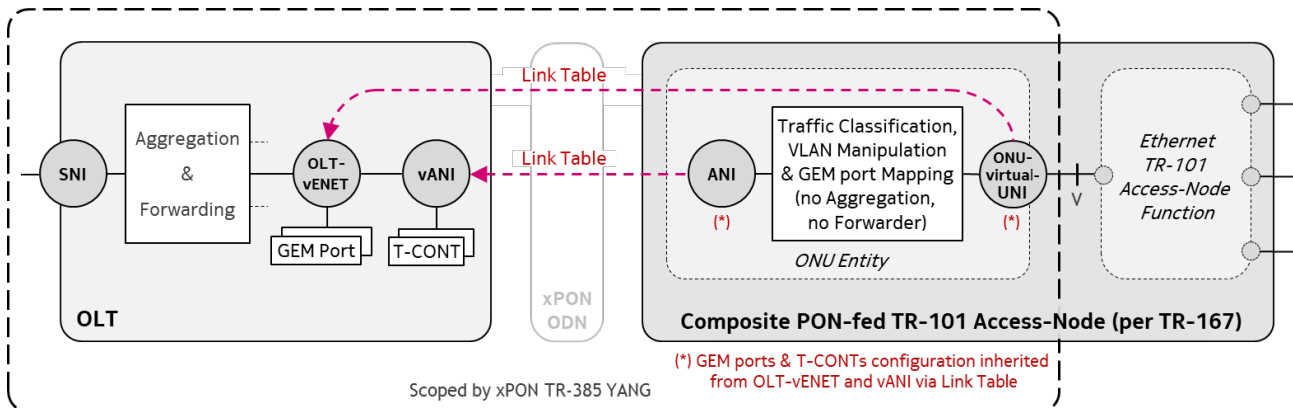 Link Table
Link Table
SNI
Aggregation
&
Forwarding
OLT-
vENET
vANI
GEM Port
T-CONT
OLT
xPON
ODN
ANI
(*)
Traffic Classification,
VLAN Manipulation
& GEM port Mapping
(no Aggregation,
no Forwarder)
ONU Entity
ONU-
virtual-
UNI
(*)
V
Ethernet
TR-101
Access-Node
Function
Composite PON-fed TR-101 Access-Node (per TR-167)
(*) GEM ports & T-CONTs configuration inherited
from OLT-vENET and vANI via Link Table
Scoped by xPON TR-385 YANG